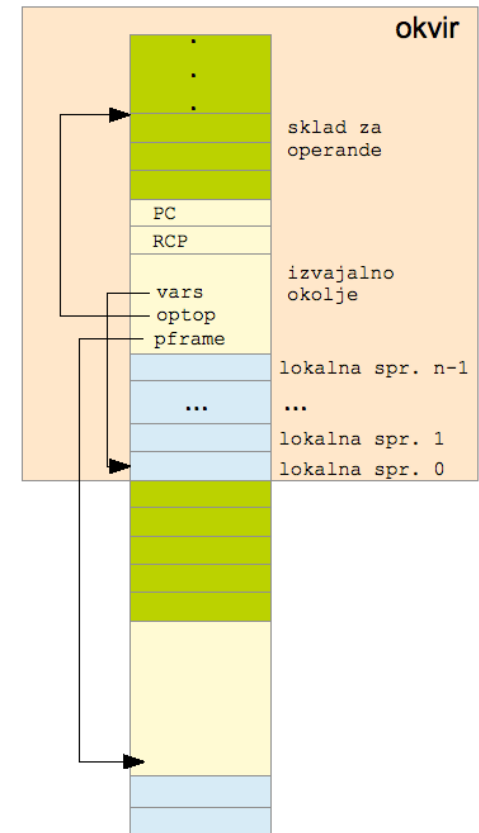 okvir
.
.
.
sklad za
operande
PC
RCP
izvajalno
okolje
vars
optop
pframe
lokalna spr. n-1
... ...
lokalna spr. 1
lokalna spr. 0